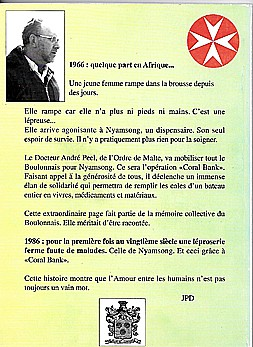 1966 : quelque part en Afrique...
Une jeune femme rampe dans la brousse depuis
des jours.
Elle rampe car elle n'a plus ni pieds ni mains. C'est une
lépreuse...
Elle arrive agonisante à Nyamsong, un dispensaire. Son seul
espoir de survie. Il n'y a pratiquement plus rien pour la soigner.
Le Docteur André Peel, de l'Ordre de Malte, va mobiliser tout le
Boulonnais pour Nyamsong. Ce sera l'opération «Coral Bank».
Faisant appel à la générosité de tous, il déclenche un immense
élan de solidarité qui permettra de remplir les cales d'un bateau
entier en vivres, médicaments et matériaux.
Cette extraordinaire page fait partie de la mémoire collective du
Boulonnais. Elle méritait d'être racontée.
1986 : pour la première fois au vingtième siècle une léproserie
ferme faute de malades. Celle de Nyamsong. Et ceci grâce à
«Coral Bank».
Cette histoire montre que l'Amour entre les humains n'est pas
toujours un vain mot.
JPD